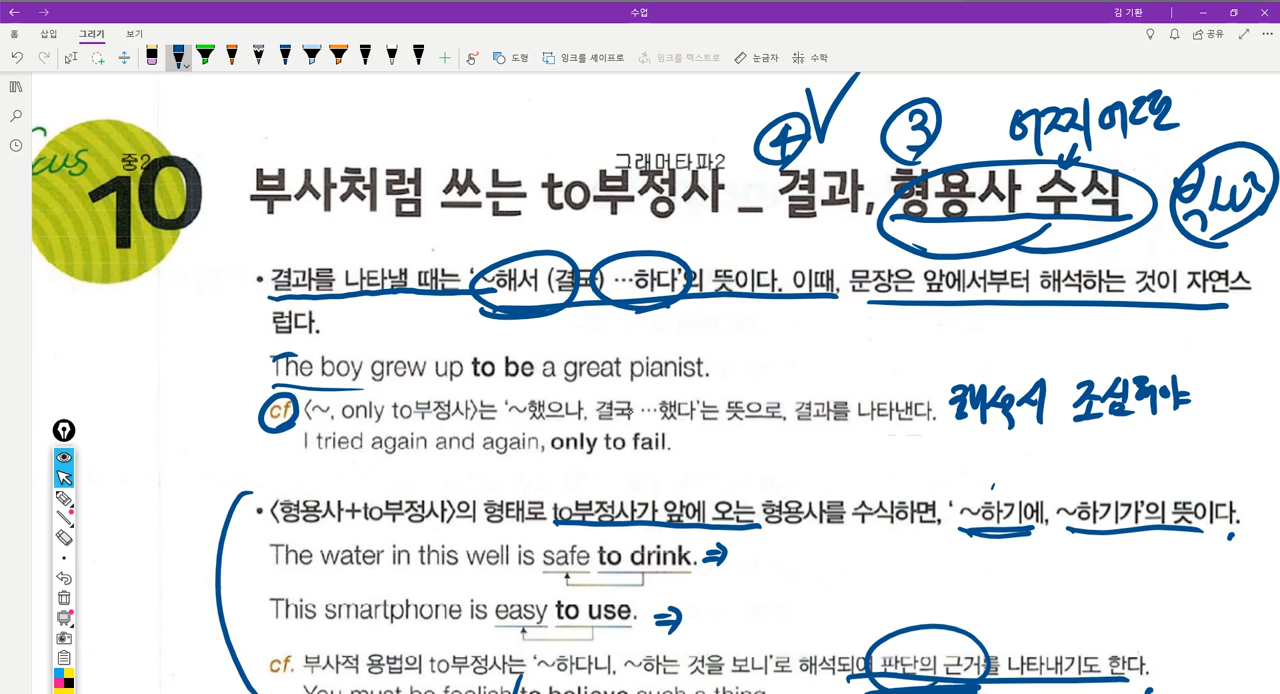 수업
김 기환
홈 삽입 그리기 보기
공유
도형 잉크를 셰이프로 잉크를 텍스트로 눈금자 수학
cus 중2 10
그래머타파2
③
부사처럼 쓰는 to부정사 _ 결과, 형용사 수식
• 결과를 나타낼 때는 '~해서 (결국) …하다'의 뜻이다. 이때, 문장은 앞에서부터 해석하는 것이 자연스
럽다.
The boy grew up to be a great pianist.
cf 〈~, only to부정사〉는 '~했으나, 결국 …했다'는 뜻으로, 결과를 나타낸다.
I tried again and again, only to fail.
• 〈형용사+to부정사〉의 형태로 to부정사가 앞에 오는 형용사를 수식하면, '~하기에, ~하기가'의 뜻이다.
The water in this well is safe to drink. ⇒
This smartphone is easy to use. ⇒
cf. 부사적 용법의 to부정사는 '~하다니, ~하는 것을 보니'로 해석되어 판단의 근거를 나타내기도 한다.
You must be foolish to believe such a thing.